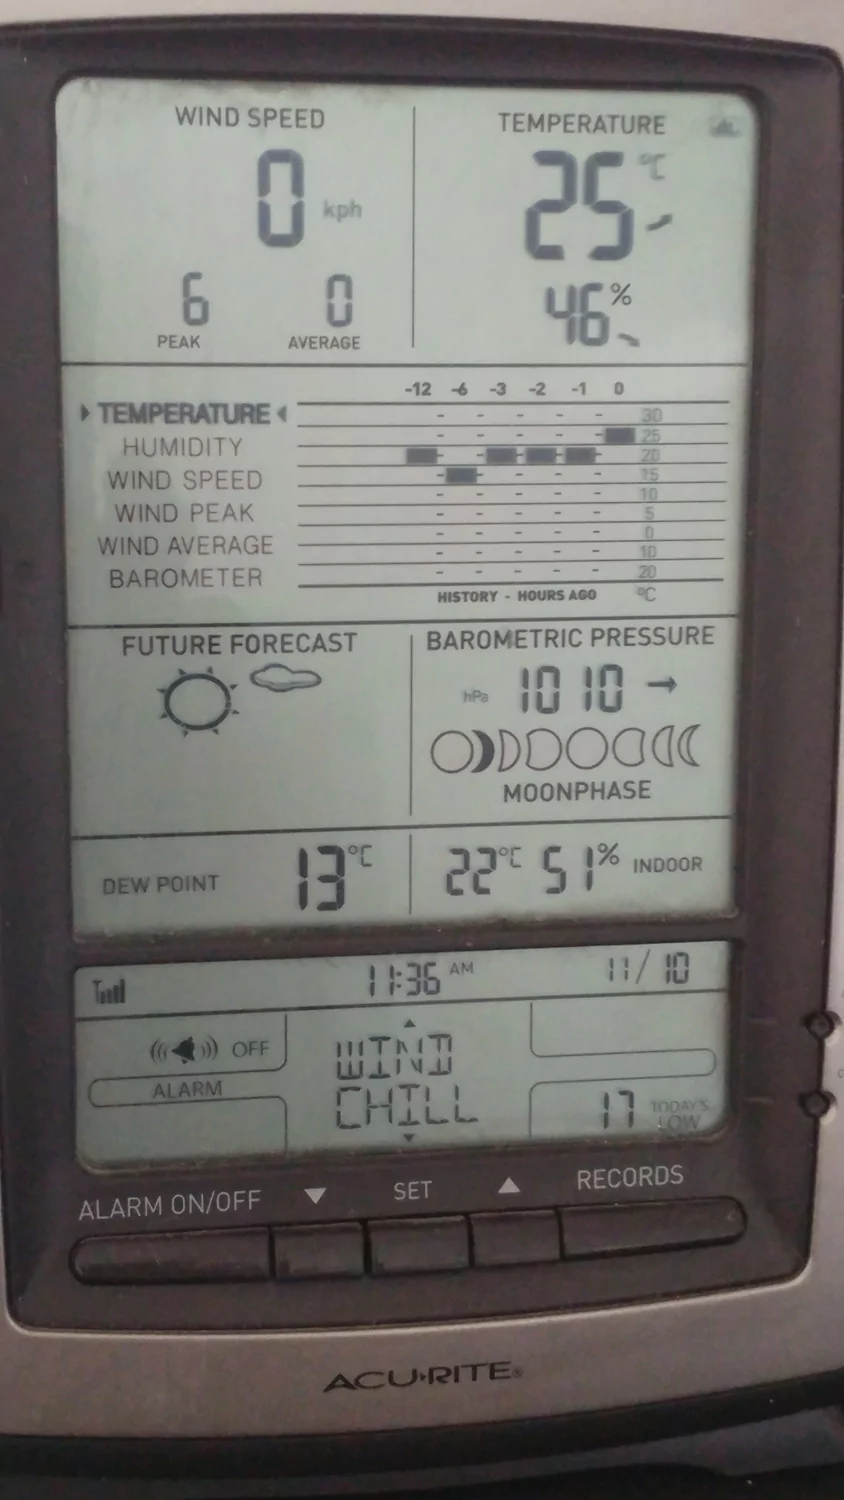 WIND SPEED
0 kph
6 0
PEAK AVERAGE
TEMPERATURE
25 °C
46 %
-12 -6 -3 -2 -1 0
TEMPERATURE
HUMIDITY
WIND SPEED
WIND PEAK
WIND AVERAGE
BAROMETER
30
25
20
15
10
5
0
10
20
HISTORY - HOURS AGO °C
FUTURE FORECAST
BAROMETRIC PRESSURE
hPa 1010
MOONPHASE
DEW POINT 13 °C
22 °C 51 % INDOOR
11:36 AM 11/10
OFF
ALARM
WIND
CHILL
17 TODAY'S
LOW
ALARM ON/OFF SET RECORDS
ACU-RITE®